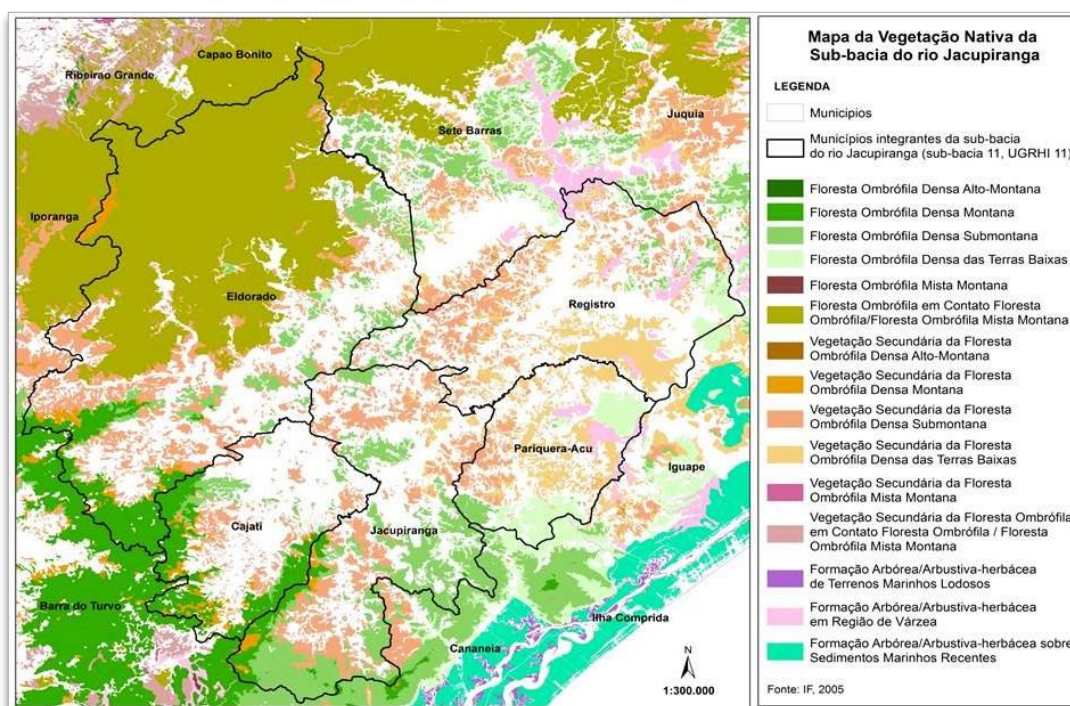 Capao Bonito
Ribeirao Grande
Juquia
Sete Barras
Iporanga
Eldorado
Registro
Pariquera-Acu
Iguape
Cajati
Jacupiranga
Barra do Turvo
Ilha Comprida
Cananeia
N
1:300.000
Mapa da Vegetação Nativa da
Sub-bacia do rio Jacupiranga
LEGENDA
Municípios
Municípios integrantes da sub-bacia
do rio Jacupiranga (sub-bacia 11, UGRHI 11)
Floresta Ombrófila Densa Alto-Montana
Floresta Ombrófila Densa Montana
Floresta Ombrófila Densa Submontana
Floresta Ombrófila Densa das Terras Baixas
Floresta Ombrófila Mista Montana
Floresta Ombrófila em Contato Floresta
Ombrófila/Floresta Ombrófila Mista Montana
Vegetação Secundária da Floresta
Ombrófila Densa Alto-Montana
Vegetação Secundária da Floresta
Ombrófila Densa Montana
Vegetação Secundária da Floresta
Ombrófila Densa Submontana
Vegetação Secundária da Floresta
Ombrófila Densa das Terras Baixas
Vegetação Secundária da Floresta
Ombrófila Mista Montana
Vegetação Secundária da Floresta Ombrófila
em Contato Floresta Ombrófila / Floresta
Ombrófila Mista Montana
Formação Arbórea/Arbustiva-herbácea
de Terrenos Marinhos Lodosos
Formação Arbórea/Arbustiva-herbácea
em Região de Várzea
Formação Arbórea/Arbustiva-herbácea sobre
Sedimentos Marinhos Recentes
Fonte: IF, 2005